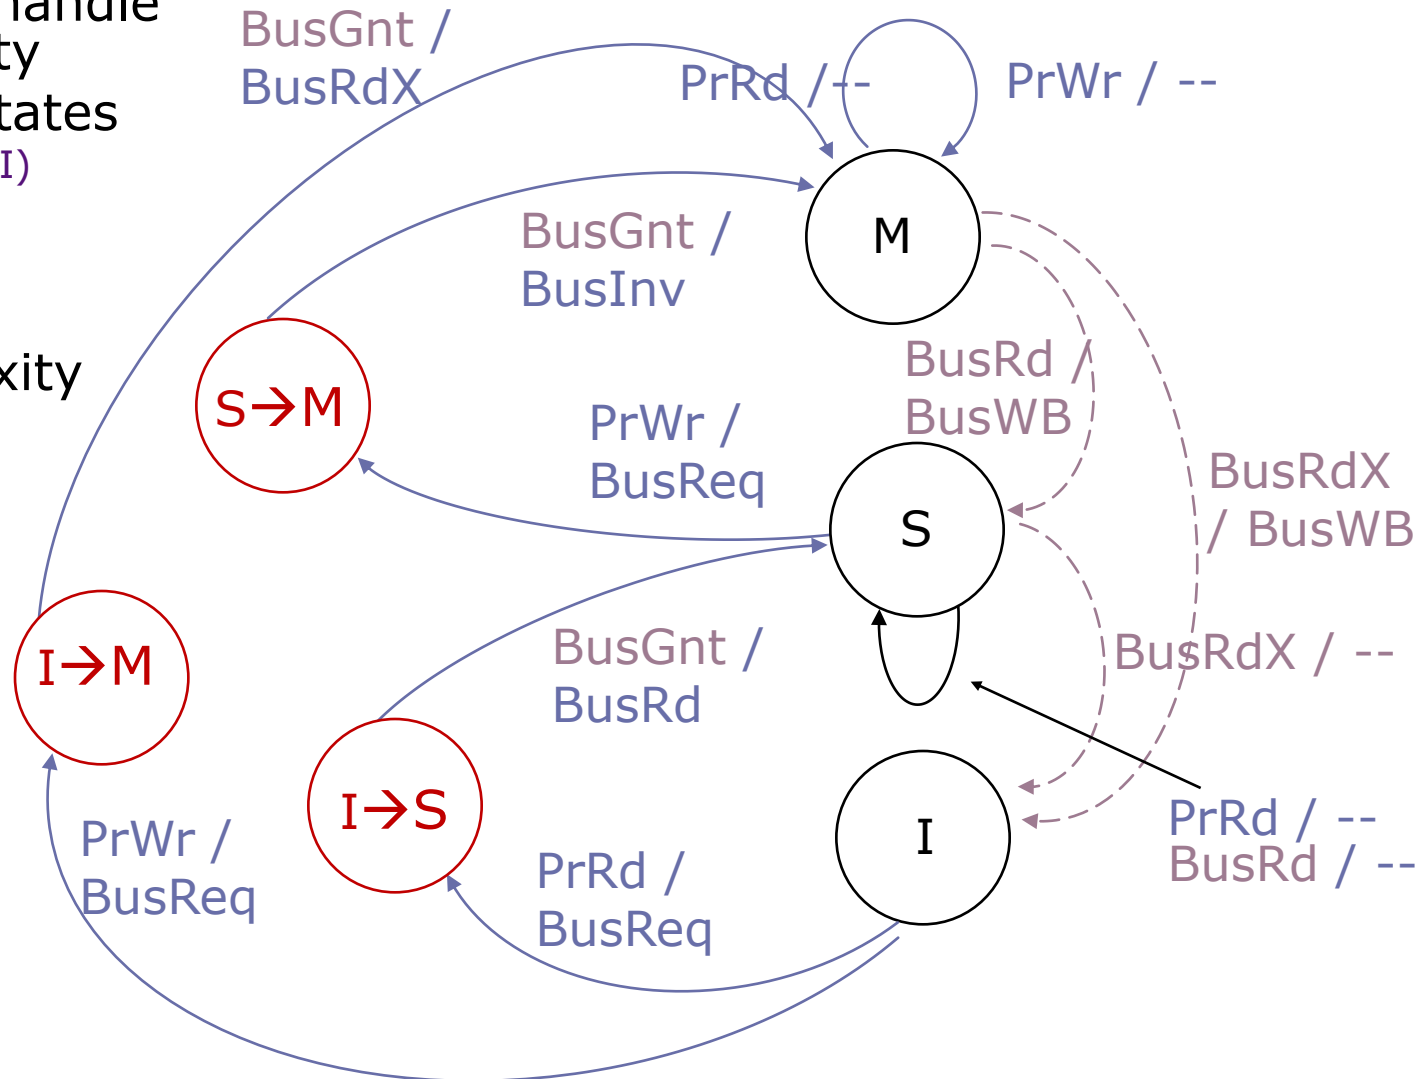 handle
ty
tates
I)
xity
BusGnt /
BusRdX
PrRd /--
PrWr / --
BusGnt /
BusInv
M
BusRd /
BusWB
S→M
PrWr /
BusReq
BusRdX
/ BusWB
S
I→M
BusGnt /
BusRd
BusRdX / --
I→S
PrWr /
BusReq
PrRd /
BusReq
I
PrRd / --
BusRd / --